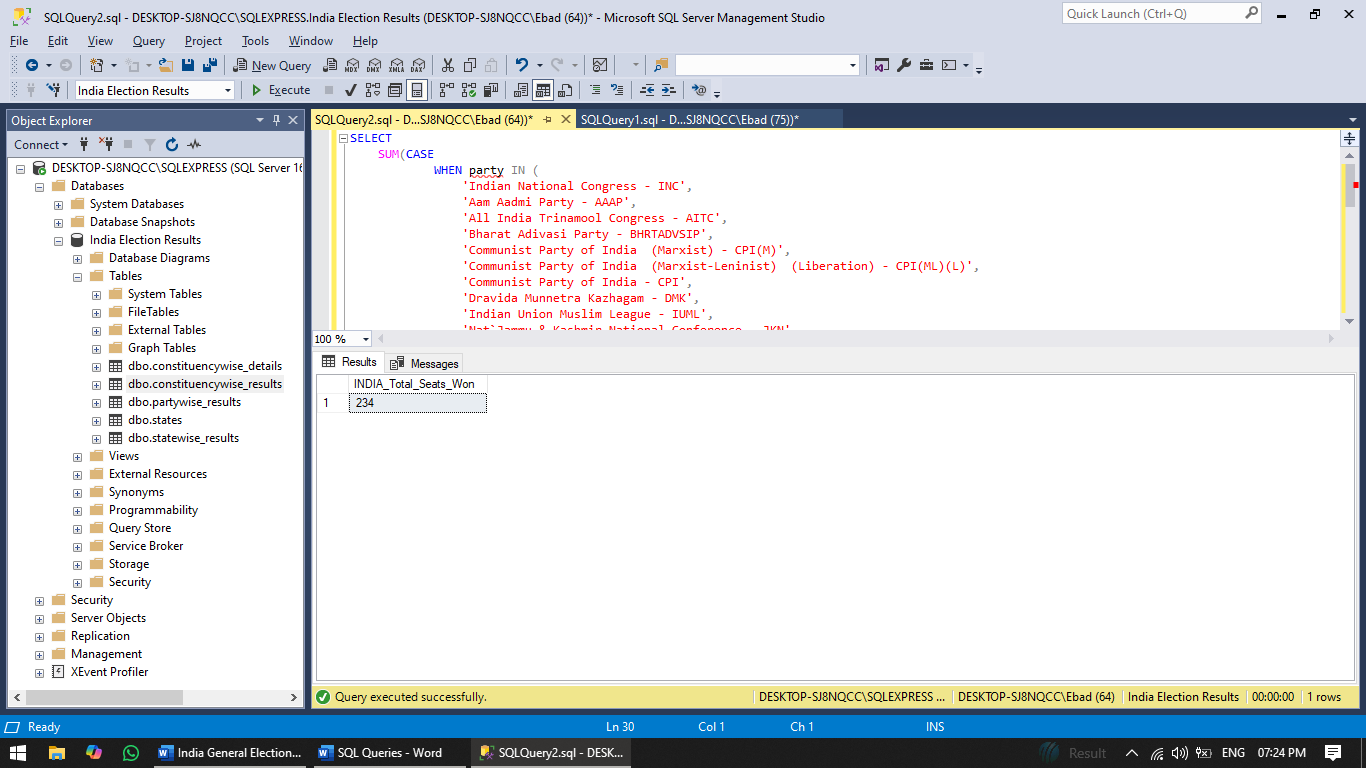 SQLQuery2.sql - DESKTOP-SJ8NQCC\SQLEXPRESS.India Election Results (DESKTOP-SJ8NQCC\Ebad (64))* - Microsoft SQL Server Management Studio
Quick Launch (Ctrl+Q)
File Edit View Query Project Tools Window Help
New Query MDX DMX XMLA DAX
India Election Results Execute
Object Explorer
SQLQuery2.sql - D...SJ8NQCC\Ebad (64))* SQLQuery1.sql - D...SJ8NQCC\Ebad (75))*
Connect
DESKTOP-SJ8NQCC\SQLEXPRESS (SQL Server 16
Databases
System Databases
Database Snapshots
India Election Results
Database Diagrams
Tables
System Tables
FileTables
External Tables
Graph Tables
dbo.constituencywise_details
dbo.constituencywise_results
dbo.partywise_results
dbo.states
dbo.statewise_results
Views
External Resources
Synonyms
Programmability
Query Store
Service Broker
Storage
Security
Security
Server Objects
Replication
Management
XEvent Profiler
SELECT
SUM(CASE
WHEN party IN (
'Indian National Congress - INC',
'Aam Aadmi Party - AAAP',
'All India Trinamool Congress - AITC',
'Bharat Adivasi Party - BHRTADVSIP',
'Communist Party of India  (Marxist) - CPI(M)',
'Communist Party of India  (Marxist-Leninist)  (Liberation) - CPI(ML)(L)',
'Communist Party of India - CPI',
'Dravida Munnetra Kazhagam - DMK',
'Indian Union Muslim League - IUML',
'Nat`Jammu & Kashmir National Conference - JKN'
100 %
Results Messages
INDIA_Total_Seats_Won
1 234
Query executed successfully. DESKTOP-SJ8NQCC\SQLEXPRESS ... DESKTOP-SJ8NQCC\Ebad (64) India Election Results 00:00:00 1 rows
Ready Ln 30 Col 1 Ch 1 INS
India General Election... SQL Queries - Word SQLQuery2.sql - DESK... Result ENG 07:24 PM